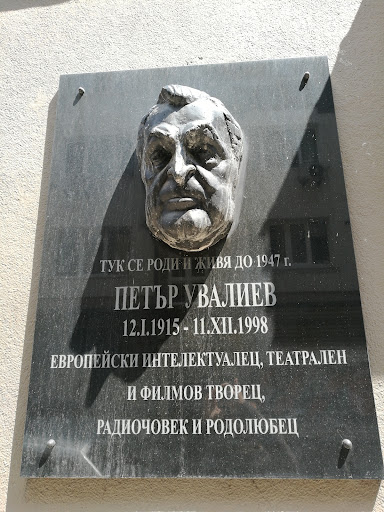 ТУК СЕ РОДИ И ЖИВЯ ДО 1947 г.
ПЕТЪР УВАЛИЕВ
12.I.1915 - 11.XII.1998
ЕВРОПЕЙСКИ ИНТЕЛЕКТУАЛЕЦ, ТЕАТРАЛЕН
И ФИЛМОВ ТВОРЕЦ,
РАДИОЧОВЕК И РОДОЛЮБЕЦ